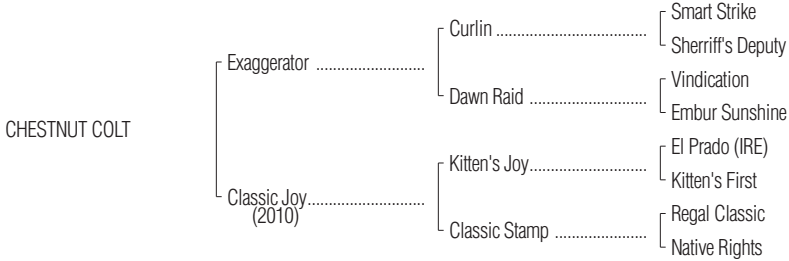 Smart Strike
Curlin ..................................
Sherriff's Deputy
Exaggerator ........................
Vindication
Dawn Raid ..........................
Embur Sunshine
CHESTNUT COLT
El Prado (IRE)
Kitten's Joy..........................
Kitten's First
Classic Joy..........................
(2010)
Regal Classic
Classic Stamp .....................
Native Rights